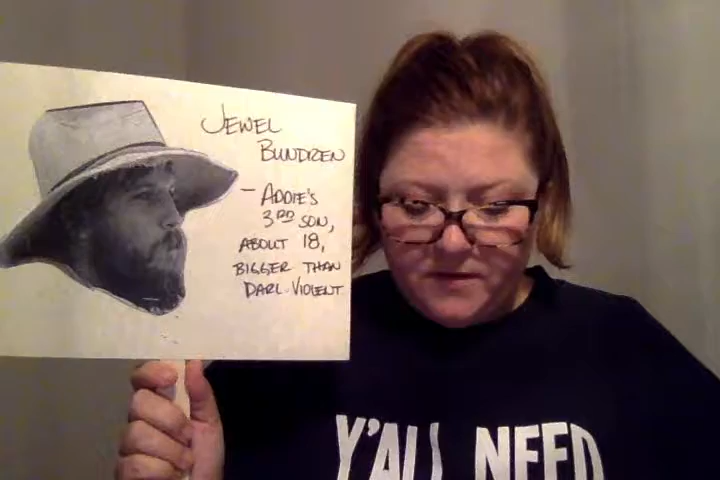 JEWEL
BUNDREN
- ADDIE'S
3RD SON,
ABOUT 18,
BIGGER THAN
DARL. VIOLENT
Y'ALL NEED